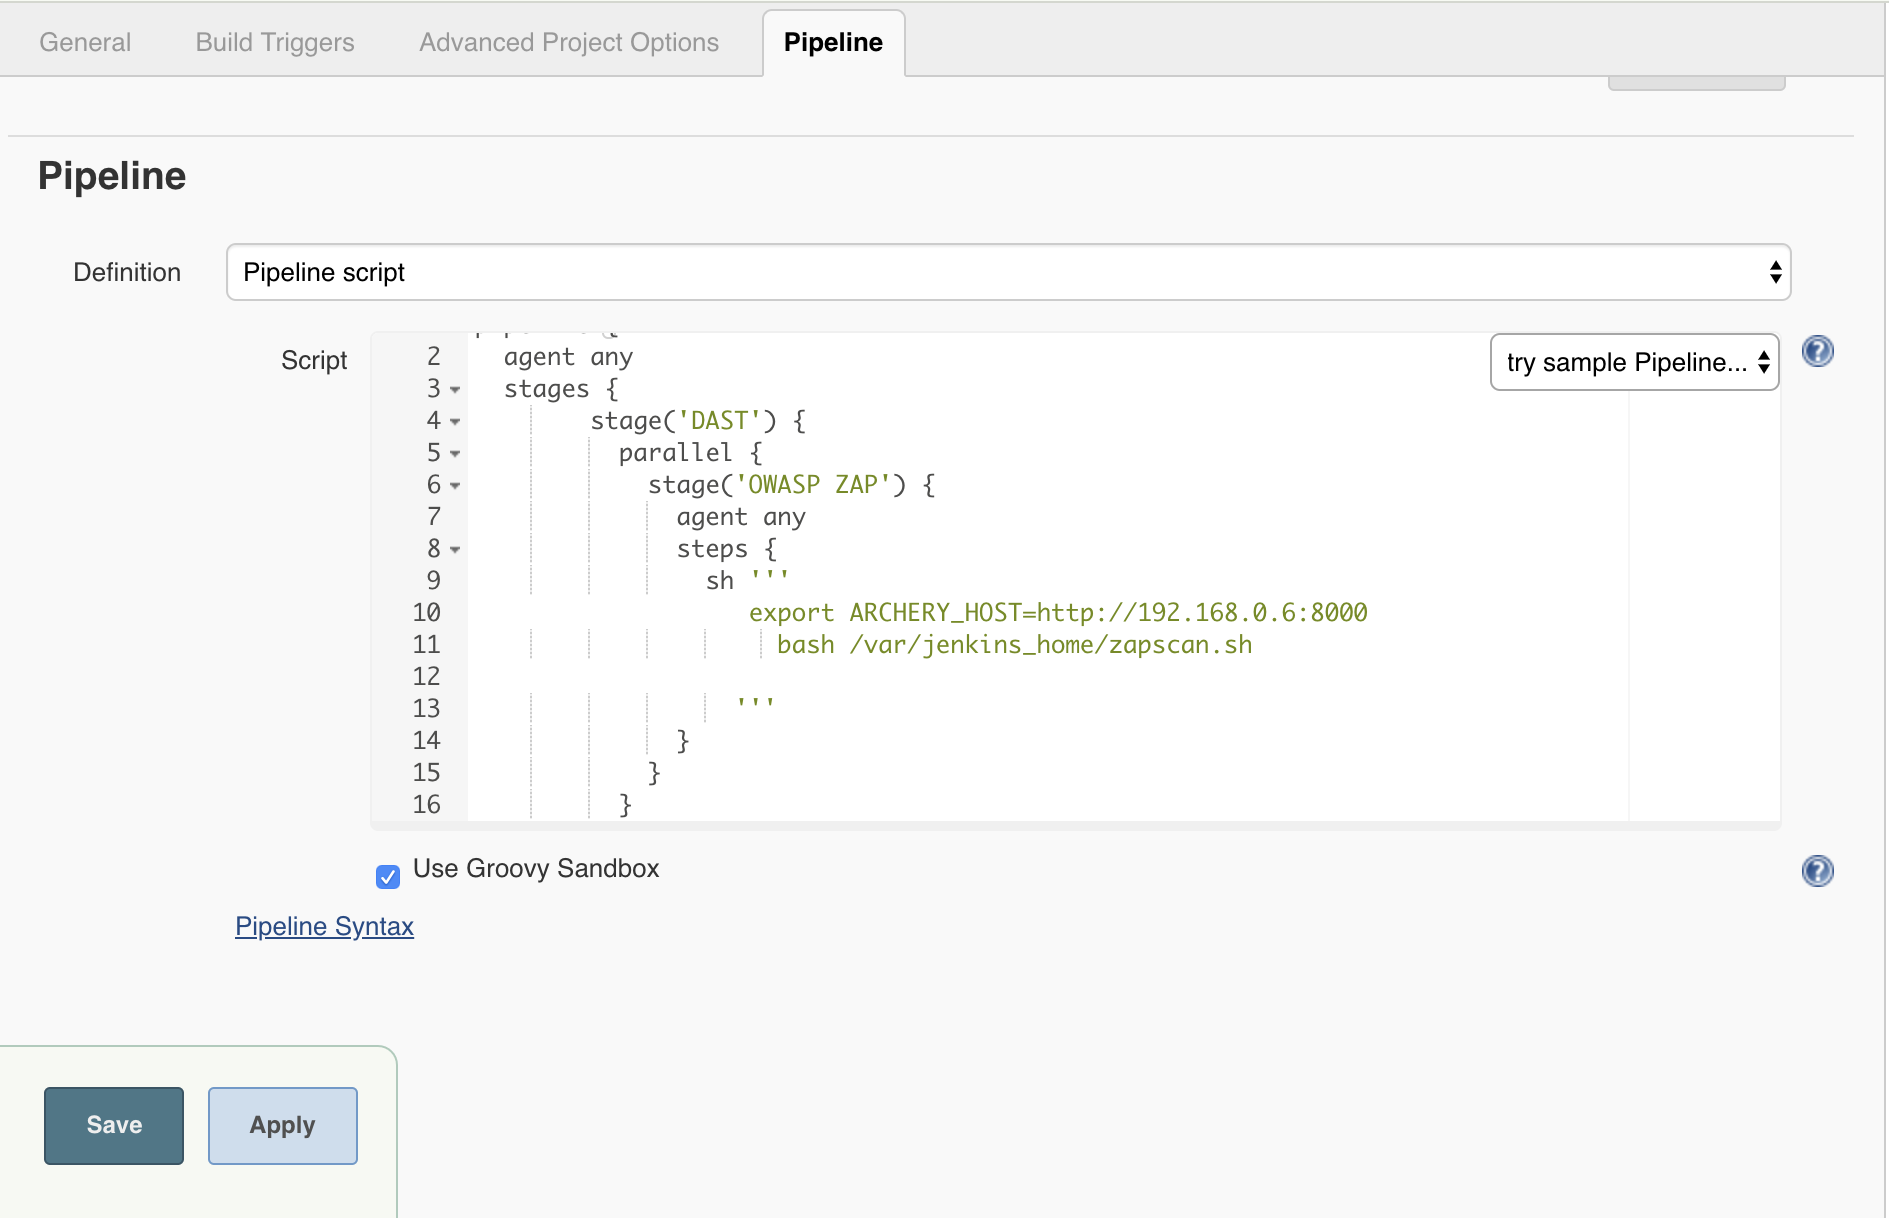 General Build Triggers Advanced Project Options Pipeline
Pipeline
Definition Pipeline script
Script
try sample Pipeline...
2 agent any
3 stages {
4 stage('DAST') {
5 parallel {
6 stage('OWASP ZAP') {
7 agent any
8 steps {
9 sh '''
10 export ARCHERY_HOST=http://192.168.0.6:8000
11 bash /var/jenkins_home/zapscan.sh
12
13 '''
14 }
15 }
16 }
Use Groovy Sandbox
Pipeline Syntax
Save Apply